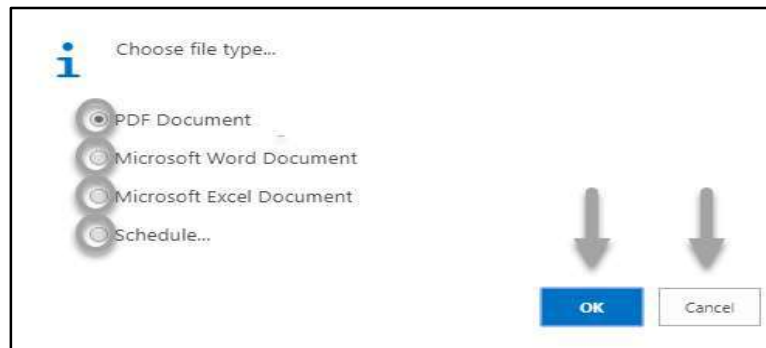 Choose file type...
PDF Document
Microsoft Word Document
Microsoft Excel Document
Schedule...
OK
Cancel